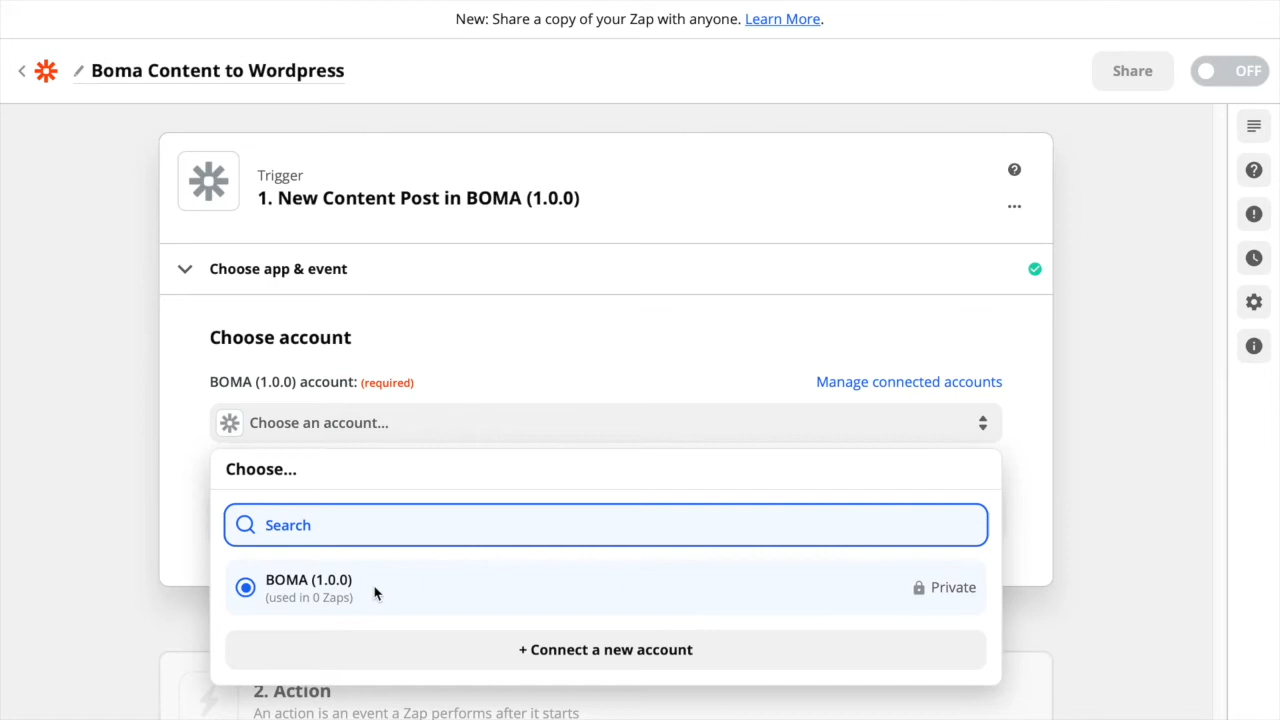 New: Share a copy of your Zap with anyone. Learn More.
Boma Content to Wordpress
Share
OFF
Trigger
1. New Content Post in BOMA (1.0.0)
Choose app & event
Choose account
BOMA (1.0.0) account: (required)
Manage connected accounts
Choose an account...
Choose...
Search
BOMA (1.0.0)
(used in 0 Zaps)
Private
+ Connect a new account
2. Action
An action is an event a Zap performs after it starts